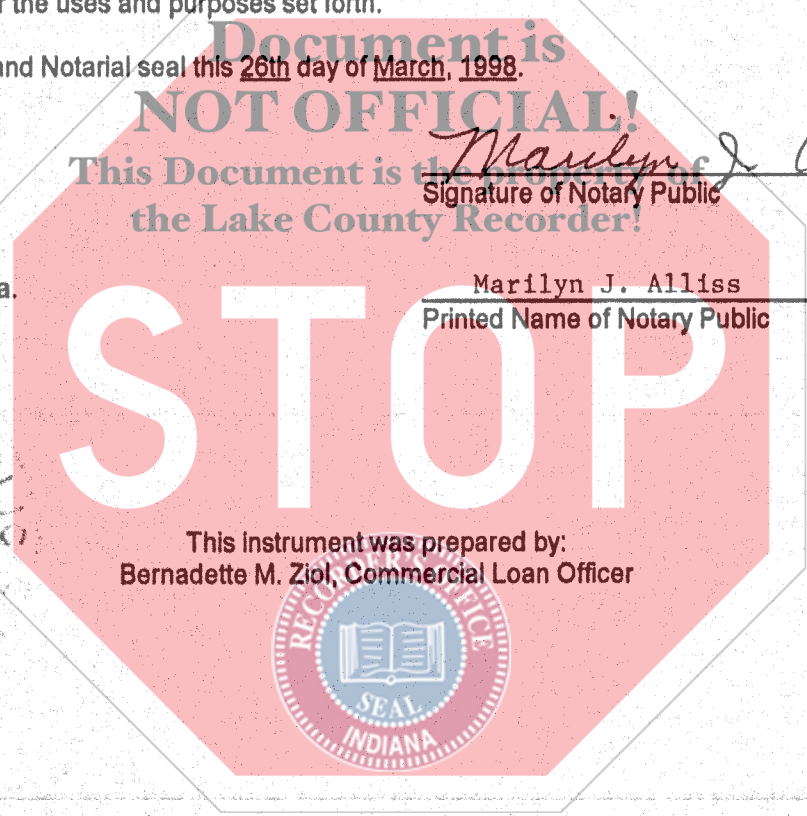 r the uses and purposes set forth.
Document is
and Notarial seal this 26th day of March, 1998.
NOT OFFICIAL!
Marilyn J.
This Document is the property of
Signature of Notary Public
the Lake County Recorder!
a.
Marilyn J. Alliss
Printed Name of Notary Public
STOP
This instrument was prepared by:
Bernadette M. Ziol, Commercial Loan Officer
RECORDER'S OFFICE
SEAL
INDIANA